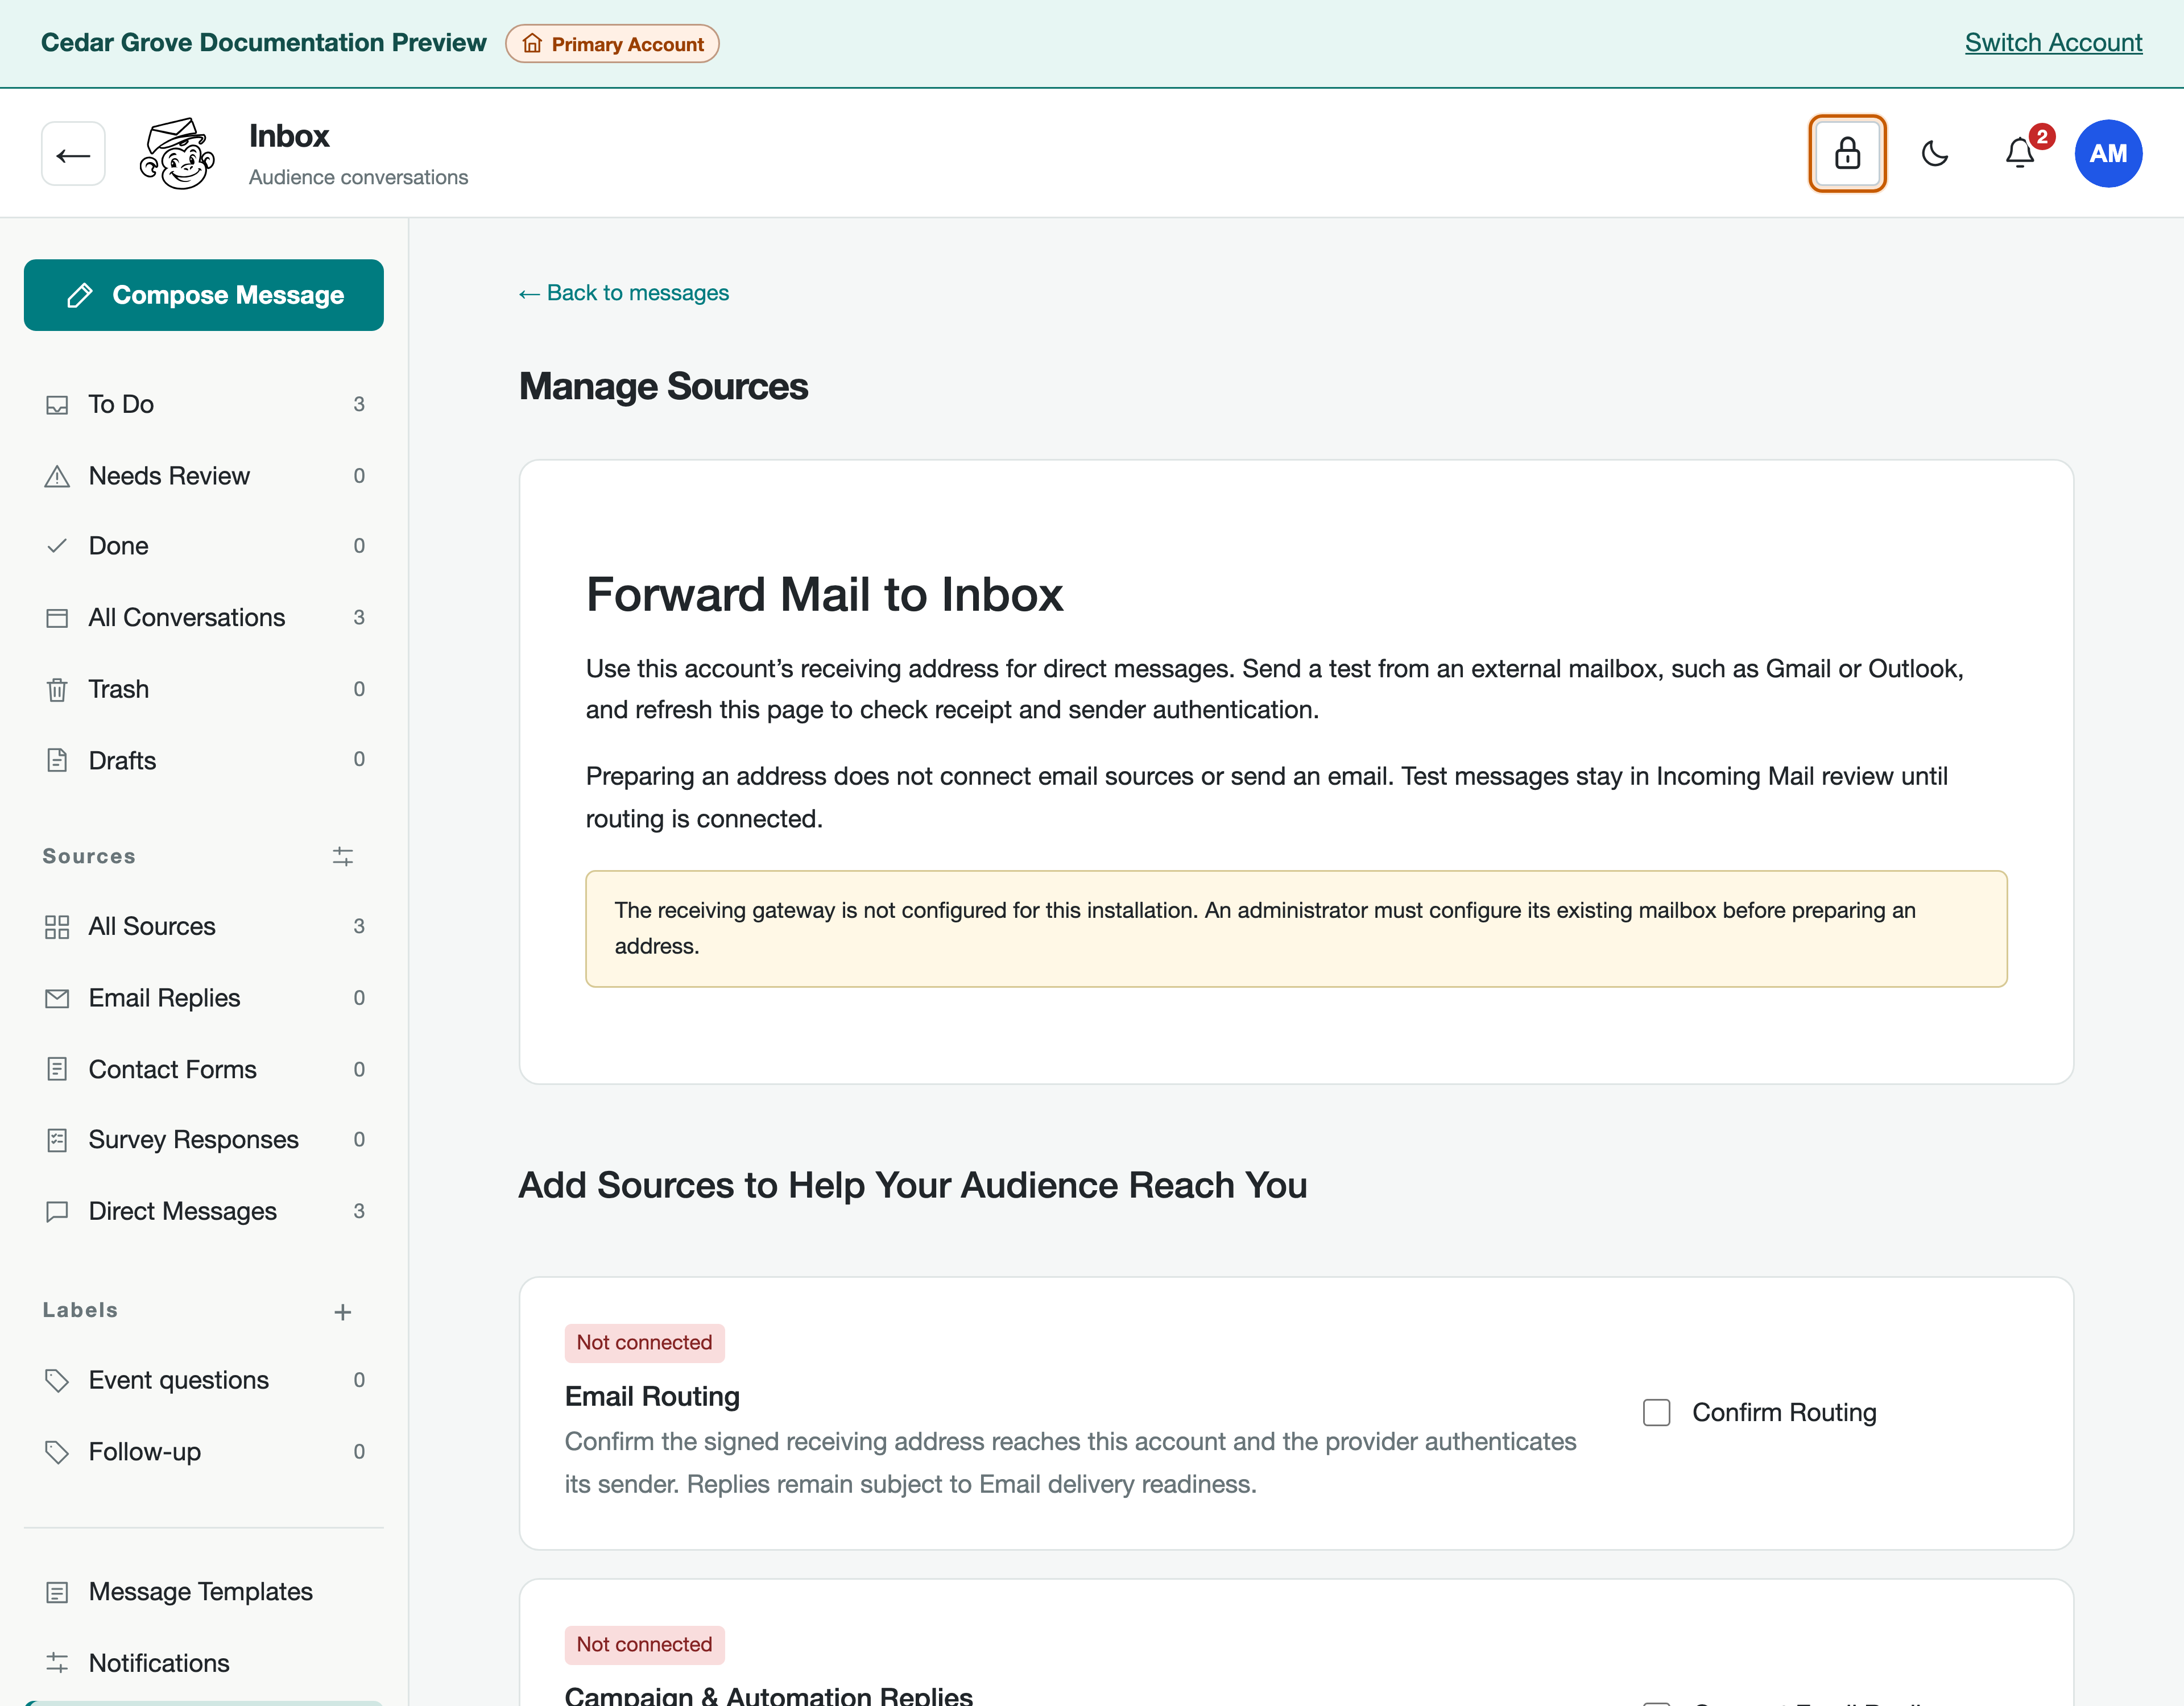 Cedar Grove Documentation Preview
Primary Account
Switch Account
Inbox
Audience conversations
2
AM
Compose Message
To Do 3
Needs Review 0
Done 0
All Conversations 3
Trash 0
Drafts 0
Sources
All Sources 3
Email Replies 0
Contact Forms 0
Survey Responses 0
Direct Messages 3
Labels
Event questions 0
Follow-up 0
Message Templates
Notifications
← Back to messages
Manage Sources
Forward Mail to Inbox
Use this account’s receiving address for direct messages. Send a test from an external mailbox, such as Gmail or Outlook,
and refresh this page to check receipt and sender authentication.
Preparing an address does not connect email sources or send an email. Test messages stay in Incoming Mail review until
routing is connected.
The receiving gateway is not configured for this installation. An administrator must configure its existing mailbox before preparing an
address.
Add Sources to Help Your Audience Reach You
Not connected
Email Routing
Confirm the signed receiving address reaches this account and the provider authenticates
its sender. Replies remain subject to Email delivery readiness.
Confirm Routing
Not connected
Campaign & Automation Replies